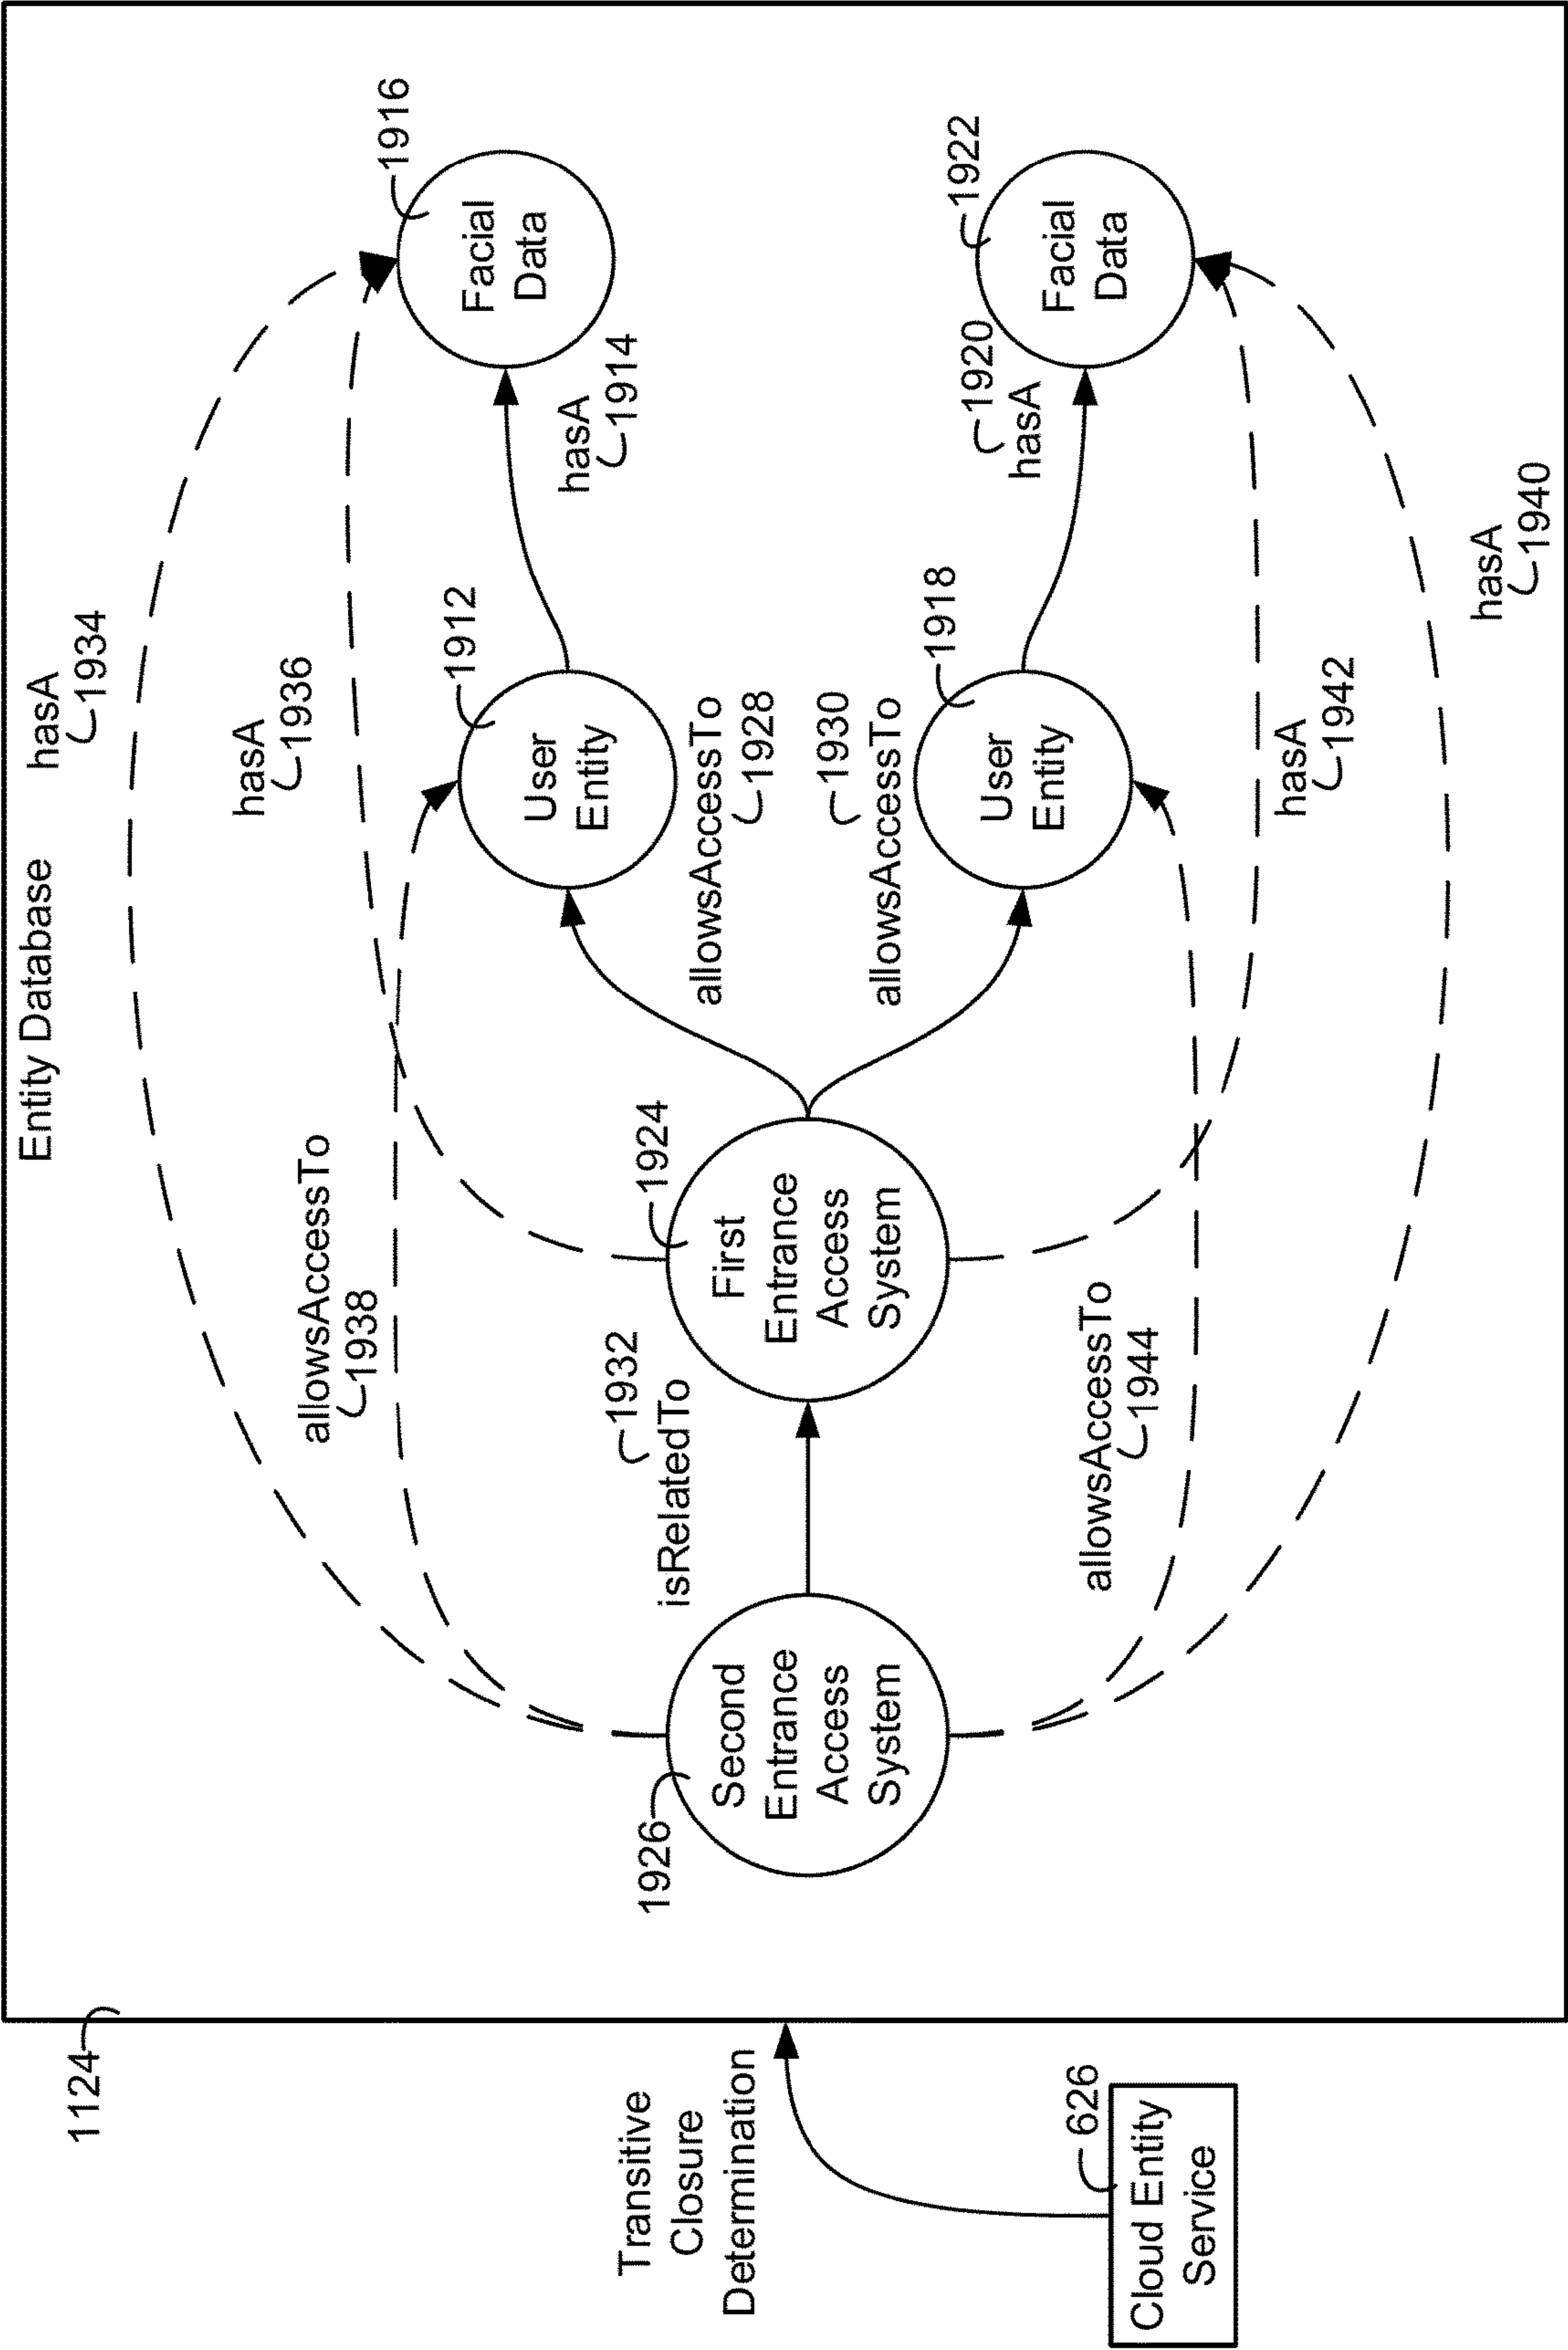 Entity Database
1124
hasA
1934
hasA
1936
1916
Facial
Data
allowsAccessTo
1938
1912
User
Entity
hasA
1914
allowsAccessTo
1928
1926
Second
Entrance
Access
System
1932
isRelatedTo
1924
First
Entrance
Access
System
1930
allowsAccessTo
1918
User
Entity
1920
hasA
1922
Facial
Data
allowsAccessTo
1944
hasA
1942
hasA
1940
Transitive
Closure
Determination
626
Cloud Entity
Service